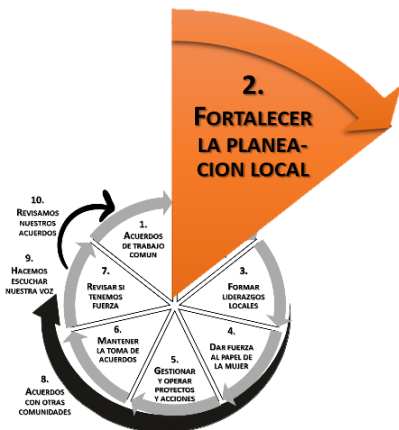 1.
ACUERDOS
DE TRABAJO
COMUN
2.
FORTALECER
LA PLANEA-
CION LOCAL
3.
FORMAR
LIDERAZGOS
LOCALES
4.
DAR FUERZA
AL PAPEL DE
LA MUJER
5.
GESTIONAR
Y OPERAR
PROYECTOS
Y ACCIONES
6.
MANTENER
LA TOMA DE
ACUERDOS
7.
REVISAR SI
TENEMOS
FUERZA
8.
ACUERDOS
CON OTRAS
COMUNIDADES
9.
HACEMOS
ESCUCHAR
NUESTRA VOZ
10.
REVISAMOS
NUESTROS
ACUERDOS